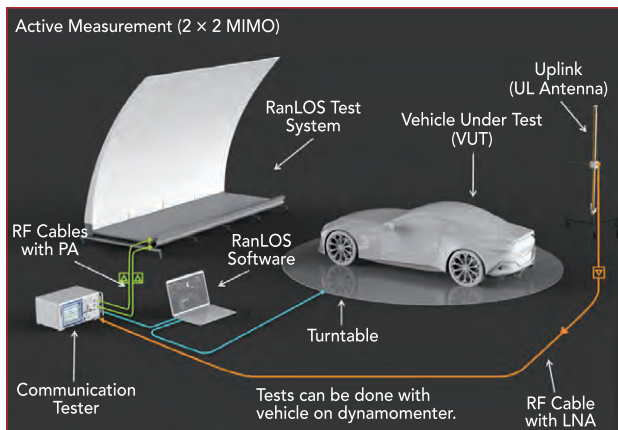 Active Measurement (2 × 2 MIMO)
Uplink
(UL Antenna)
RanLOS Test
System
Vehicle Under Test
(VUT)
RF Cables
with PA
RanLOS
Software
Turntable
Communication
Tester
Tests can be done with
vehicle on dynamomenter.
RF Cable
with LNA